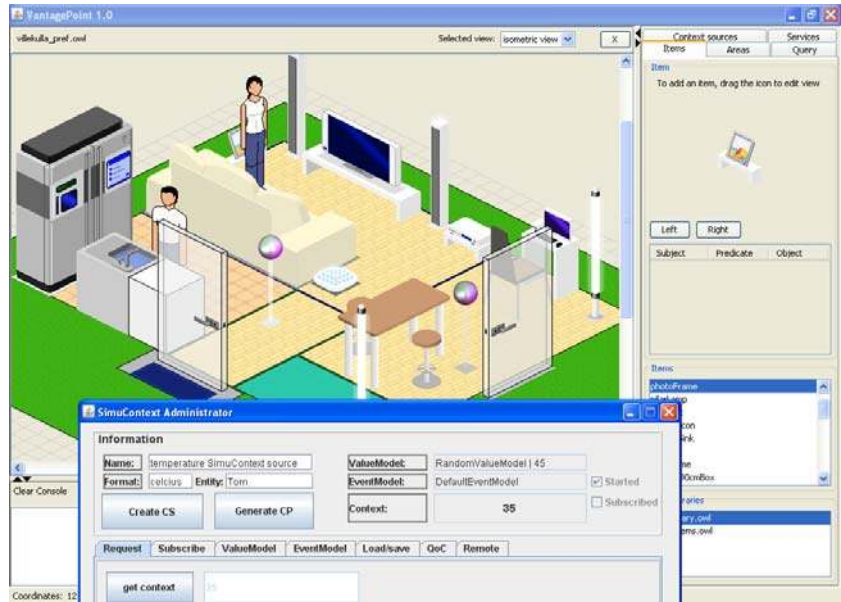 VantagePoint 1.0
villekulla_pref.owl
Selected view: isometric view
X
Context sources Services
Items Areas Query
Item
To add an item, drag the icon to edit view
Left Right
Subject Predicate Object
Items
photoFrame
Clear Console
SimuContext Administrator
Information
Name: temperature SimuContext source ValueModel: RandomValueModel | 45
Format: celcius Entity: Tom EventModel: DefaultEventModel Started
Create CS Generate CP Context: 35 Subscribed
Request Subscribe ValueModel EventModel Load/save QoC Remote
get context 35
Coordinates: 12